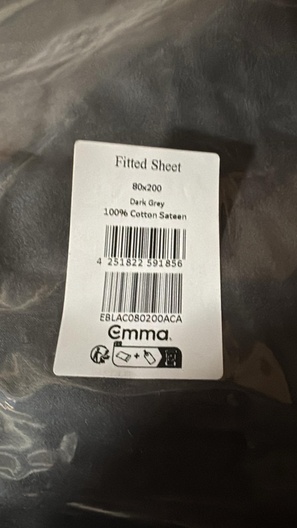 Fitted Sheet
80x200
Dark Grey
100% Cotton Sateen
4 251822 591856
EBLAC080200ACA
Emma